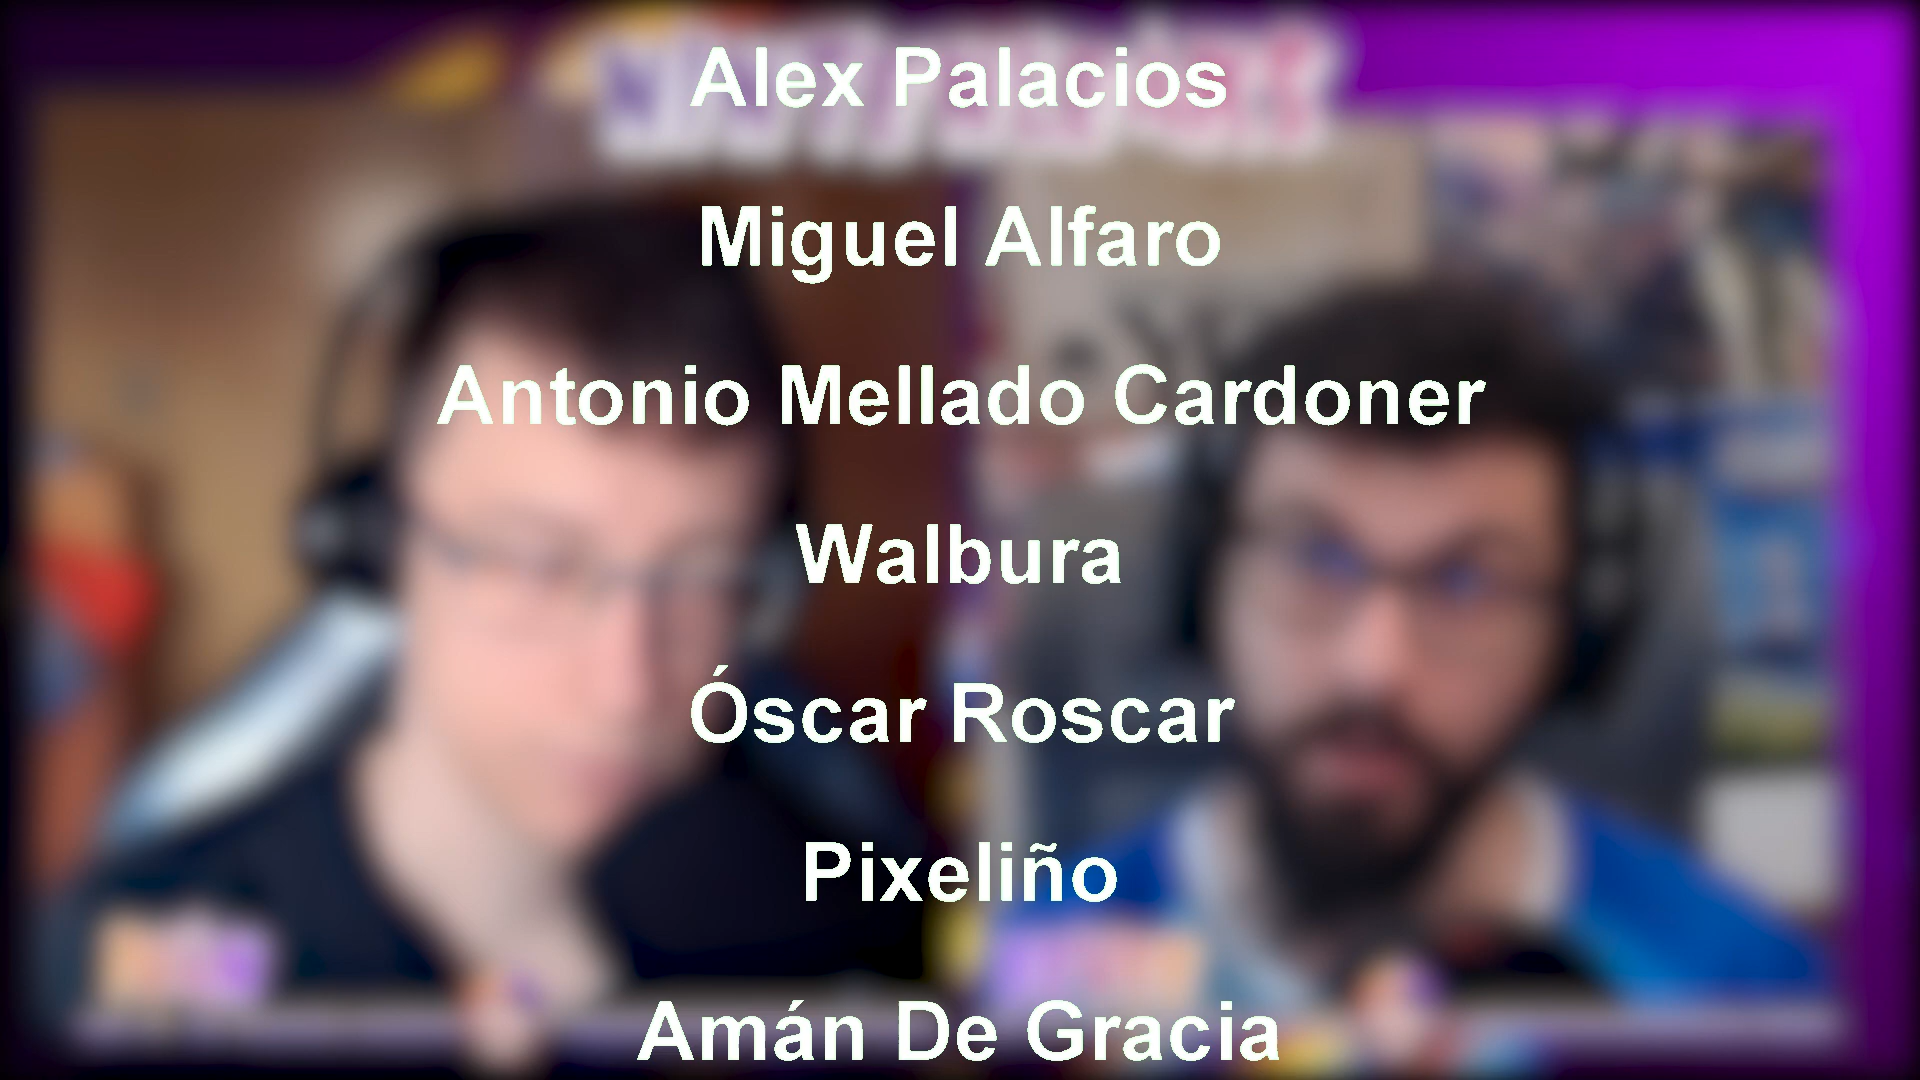 Alex Palacios
Miguel Alfaro
Antonio Mellado Cardoner
Walbura
Óscar Roscar
Pixeliño
Amán De Gracia